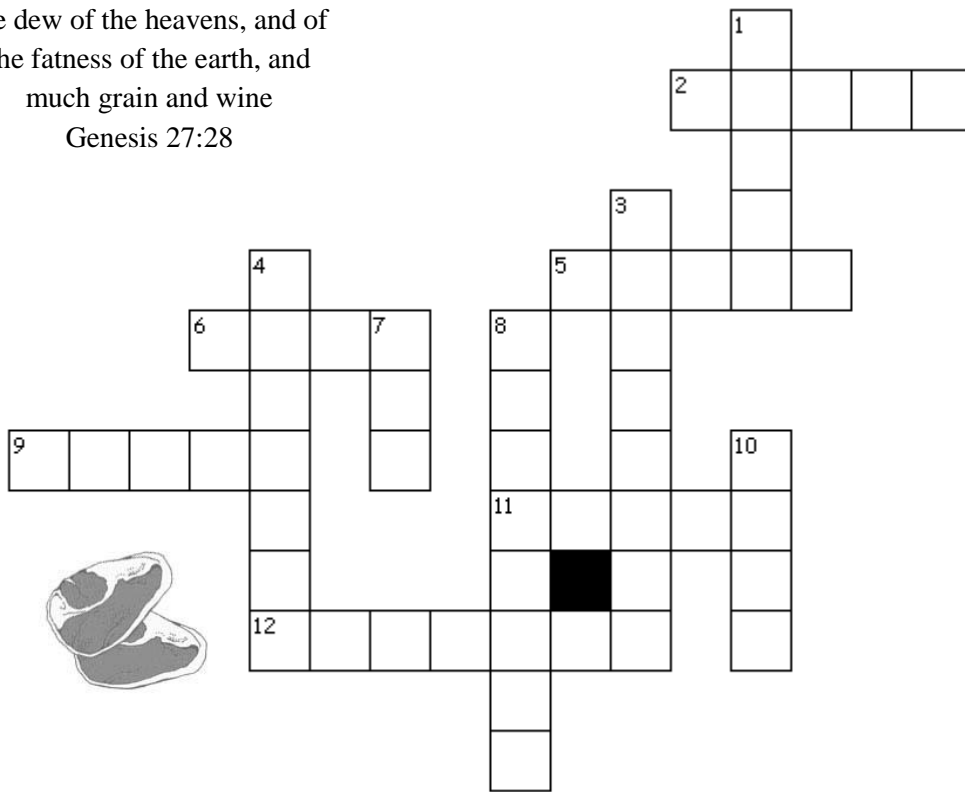 e dew of the heavens, and of
he fatness of the earth, and
much grain and wine
Genesis 27:28
1
2
3
4 5
6 7 8
9 10
11
12